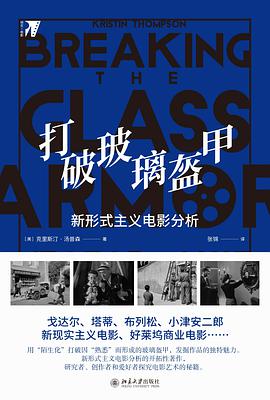 KRISTIN THOMPSON
BREAKING
THE
GLASS
ARMOR
打破玻璃盔甲
新形式主义电影分析
[美] 克里斯汀·汤普森 著
张锦 译
戈达尔、塔蒂、布列松、小津安二郎
新现实主义电影、好莱坞商业电影……
用“陌生化”打破因“熟悉”而形成的玻璃盔甲，发掘作品的独特魅力。
新形式主义电影分析的开拓性著作，
研究者、创作者和爱好者探究电影艺术的秘籍。
北京大学出版社